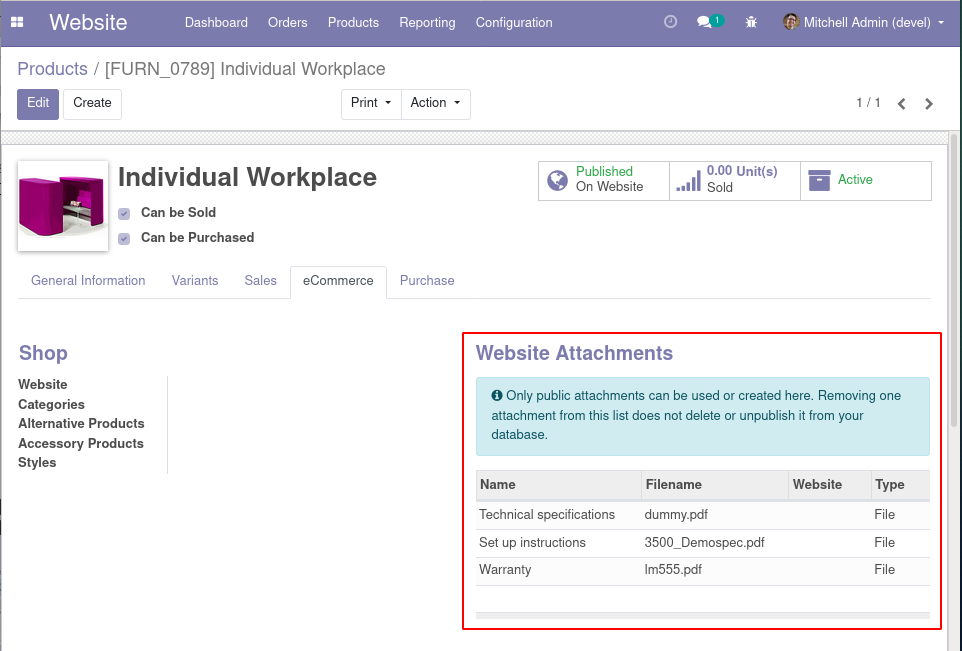 Website Dashboard Orders Products Reporting Configuration 1 Mitchell Admin (devel)
Products / [FURN_0789] Individual Workplace
Edit Create Print Action 1 / 1
Individual Workplace
Can be Sold
Can be Purchased
Published
On Website
0.00 Unit(s)
Sold
Active
General Information Variants Sales eCommerce Purchase
Shop
Website
Categories
Alternative Products
Accessory Products
Styles
Website Attachments
Only public attachments can be used or created here. Removing one
attachment from this list does not delete or unpublish it from your
database.
Name Filename Website Type
Technical specifications dummy.pdf File
Set up instructions 3500_Demospec.pdf File
Warranty lm555.pdf File